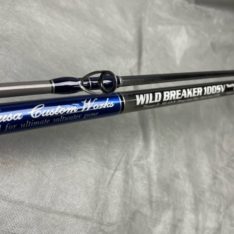 Custom Works
for ultimate saltwater game
WILD BREAKER 100SV